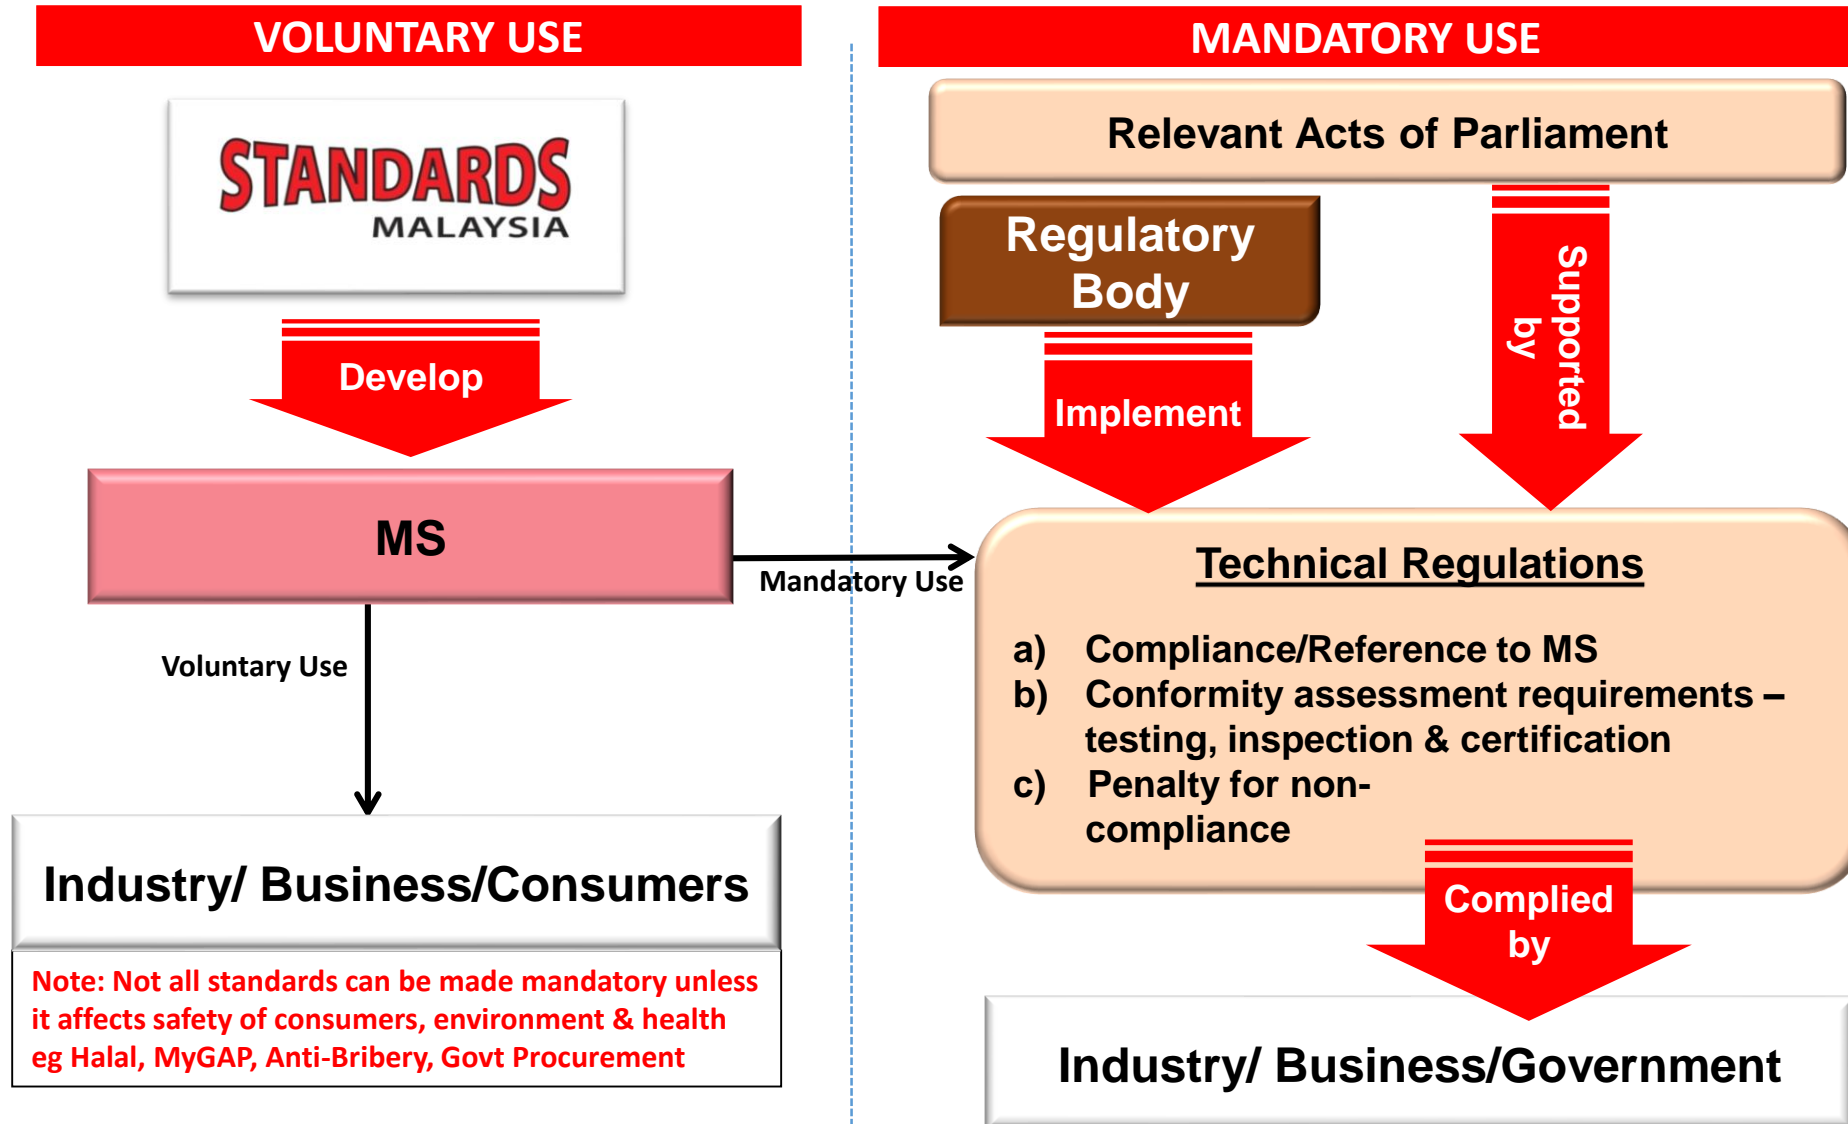 VOLUNTARY USE
STANDARDS
MALAYSIA
Develop
MS
Mandatory Use
Voluntary Use
Industry/ Business/Consumers
Note: Not all standards can be made mandatory unless
it affects safety of consumers, environment & health
eg Halal, MyGAP, Anti-Bribery, Govt Procurement
MANDATORY USE
Relevant Acts of Parliament
Regulatory
Body
Implement
Supported
by
Technical Regulations
a) Compliance/Reference to MS
b) Conformity assessment requirements –
testing, inspection & certification
c) Penalty for non-
compliance
Complied
by
Industry/ Business/Government